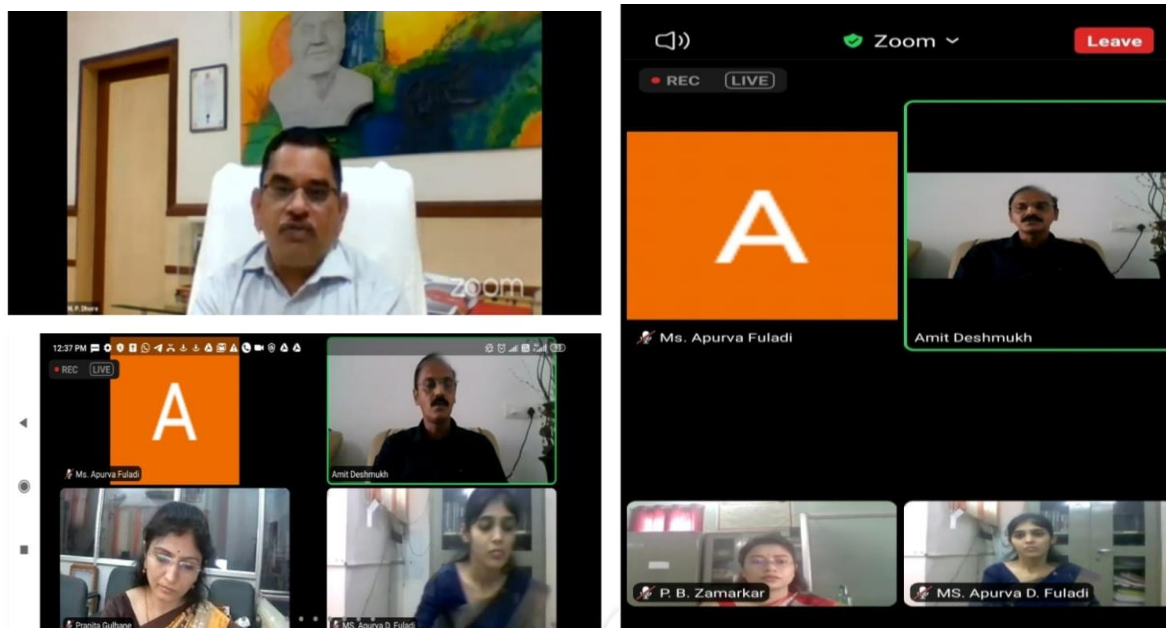 zoom
M. P. Dhore
12:37 PM
REC LIVE
A
Ms. Apurva Fuladi
Amit Deshmukh
Pranita Gulhane
MS. Apurva D. Fuladi
Zoom
Leave
REC LIVE
A
Ms. Apurva Fuladi
Amit Deshmukh
P. B. Zamarkar
MS. Apurva D. Fuladi